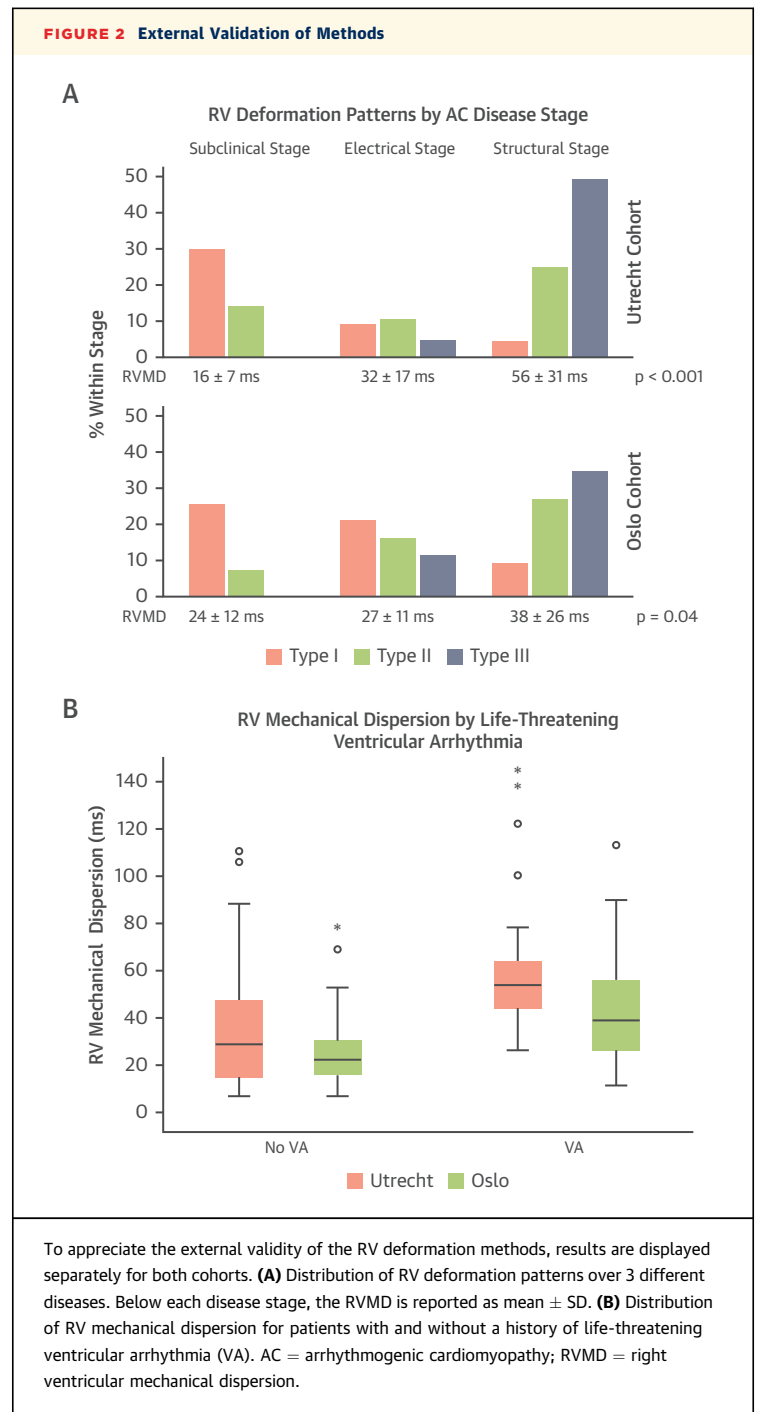 FIGURE 2 External Validation of Methods
A
RV Deformation Patterns by AC Disease Stage
Subclinical Stage Electrical Stage Structural Stage
% Within Stage
50
40
30
20
10
0
Utrecht Cohort
RVMD 16 ± 7 ms 32 ± 17 ms 56 ± 31 ms p < 0.001
50
40
30
20
10
0
Oslo Cohort
RVMD 24 ± 12 ms 27 ± 11 ms 38 ± 26 ms p = 0.04
Type I Type II Type III
B
RV Mechanical Dispersion by Life-Threatening
Ventricular Arrhythmia
RV Mechanical Dispersion (ms)
140
120
100
80
60
40
20
0
* 
*
*
No VA VA
Utrecht Oslo
To appreciate the external validity of the RV deformation methods, results are displayed
separately for both cohorts. (A) Distribution of RV deformation patterns over 3 different
diseases. Below each disease stage, the RVMD is reported as mean ± SD. (B) Distribution
of RV mechanical dispersion for patients with and without a history of life-threatening
ventricular arrhythmia (VA). AC = arrhythmogenic cardiomyopathy; RVMD = right
ventricular mechanical dispersion.